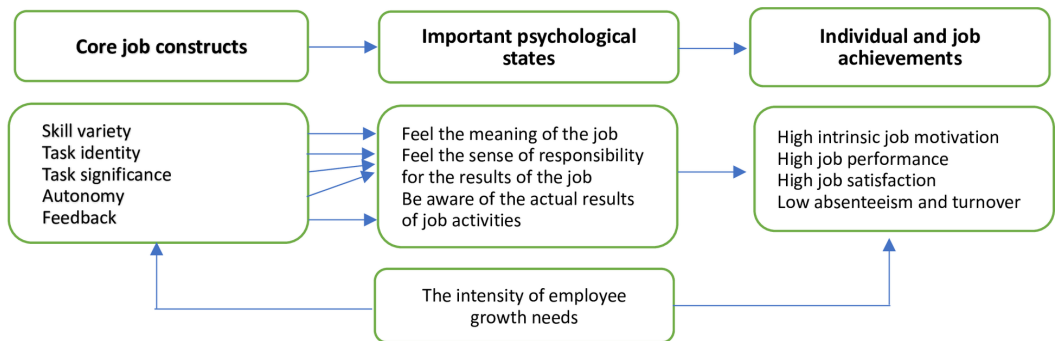 Core job constructs
Important psychological
states
Individual and job
achievements
Skill variety
Task identity
Task significance
Autonomy
Feedback
Feel the meaning of the job
Feel the sense of responsibility
for the results of the job
Be aware of the actual results
of job activities
High intrinsic job motivation
High job performance
High job satisfaction
Low absenteeism and turnover
The intensity of employee
growth needs